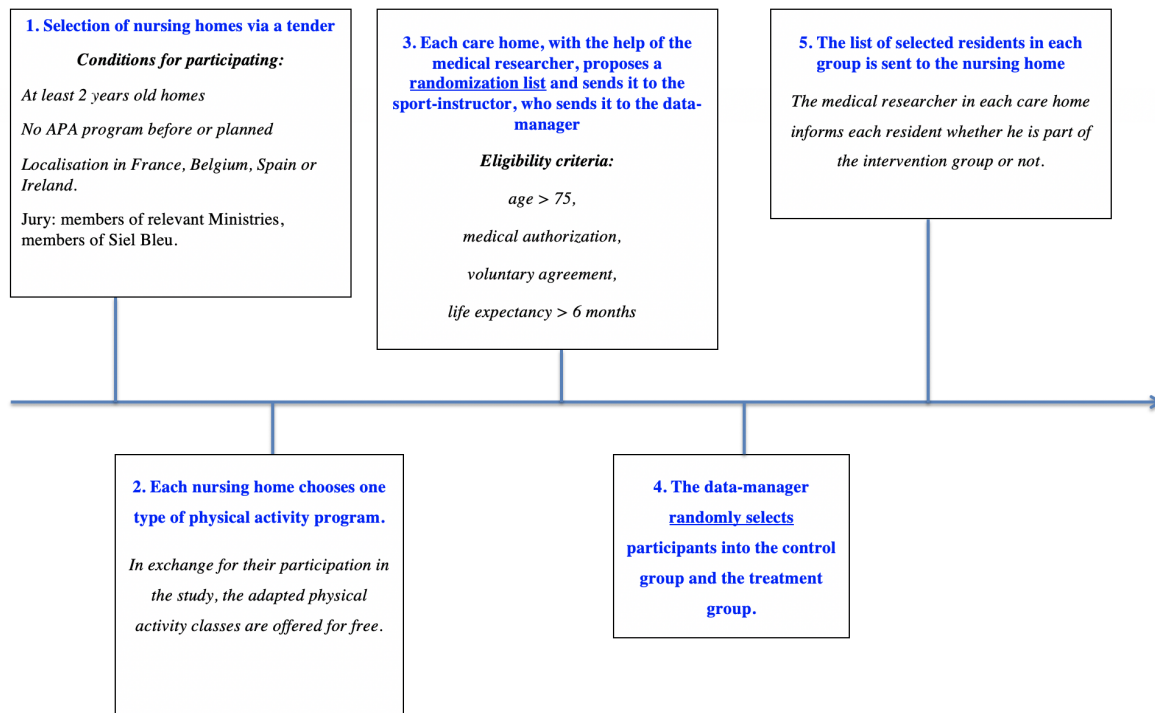 1. Selection of nursing homes via a tender
Conditions for participating:
At least 2 years old homes
No APA program before or planned
Localisation in France, Belgium, Spain or
Ireland.
Jury: members of relevant Ministries,
members of Siel Bleu.
2. Each nursing home chooses one
type of physical activity program.
In exchange for their participation in
the study, the adapted physical
activity classes are offered for free.
3. Each care home, with the help of the
medical researcher, proposes a
randomization list and sends it to the
sport-instructor, who sends it to the data-
manager
Eligibility criteria:
age > 75,
medical authorization,
voluntary agreement,
life expectancy > 6 months
4. The data-manager
randomly selects
participants into the control
group and the treatment
group.
5. The list of selected residents in each
group is sent to the nursing home
The medical researcher in each care home
informs each resident whether he is part of
the intervention group or not.